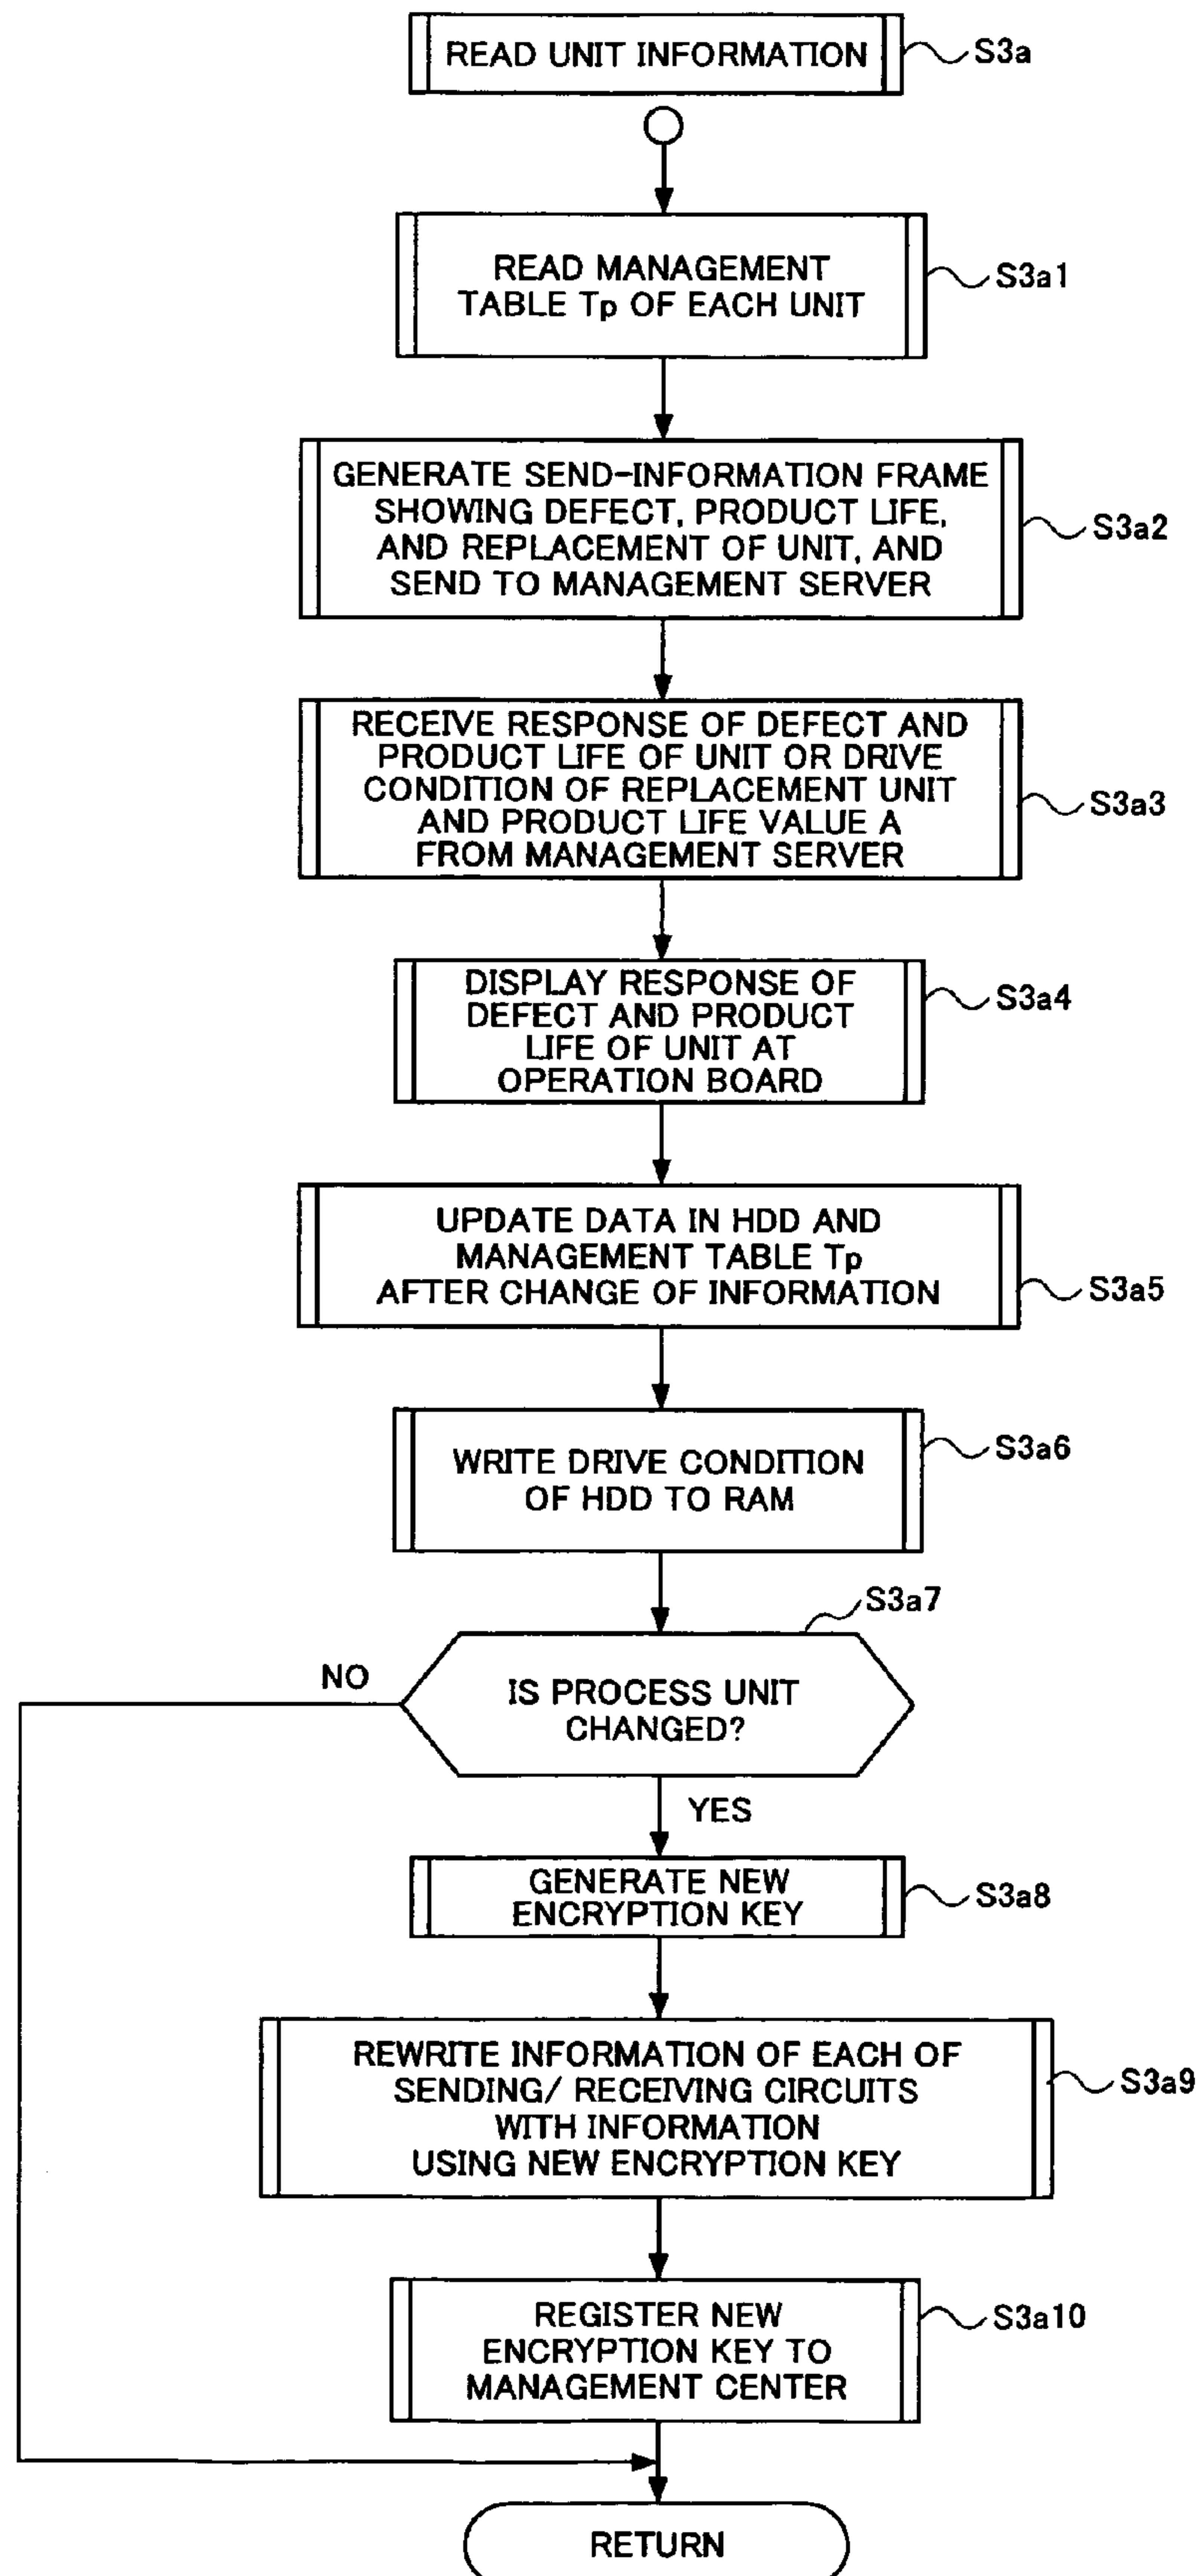 READ UNIT INFORMATION
S3a
READ MANAGEMENT
TABLE Tp OF EACH UNIT
S3a1
GENERATE SEND-INFORMATION FRAME
SHOWING DEFECT, PRODUCT LIFE,
AND REPLACEMENT OF UNIT, AND
SEND TO MANAGEMENT SERVER
S3a2
RECEIVE RESPONSE OF DEFECT AND
PRODUCT LIFE OF UNIT OR DRIVE
CONDITION OF REPLACEMENT UNIT
AND PRODUCT LIFE VALUE A
FROM MANAGEMENT SERVER
S3a3
DISPLAY RESPONSE OF
DEFECT AND PRODUCT
LIFE OF UNIT AT
OPERATION BOARD
S3a4
UPDATE DATA IN HDD AND
MANAGEMENT TABLE Tp
AFTER CHANGE OF INFORMATION
S3a5
WRITE DRIVE CONDITION
OF HDD TO RAM
S3a6
S3a7
NO
IS PROCESS UNIT
CHANGED?
YES
GENERATE NEW
ENCRYPTION KEY
S3a8
REWRITE INFORMATION OF EACH OF
SENDING/ RECEIVING CIRCUITS
WITH INFORMATION
USING NEW ENCRYPTION KEY
S3a9
REGISTER NEW
ENCRYPTION KEY TO
MANAGEMENT CENTER
S3a10
RETURN